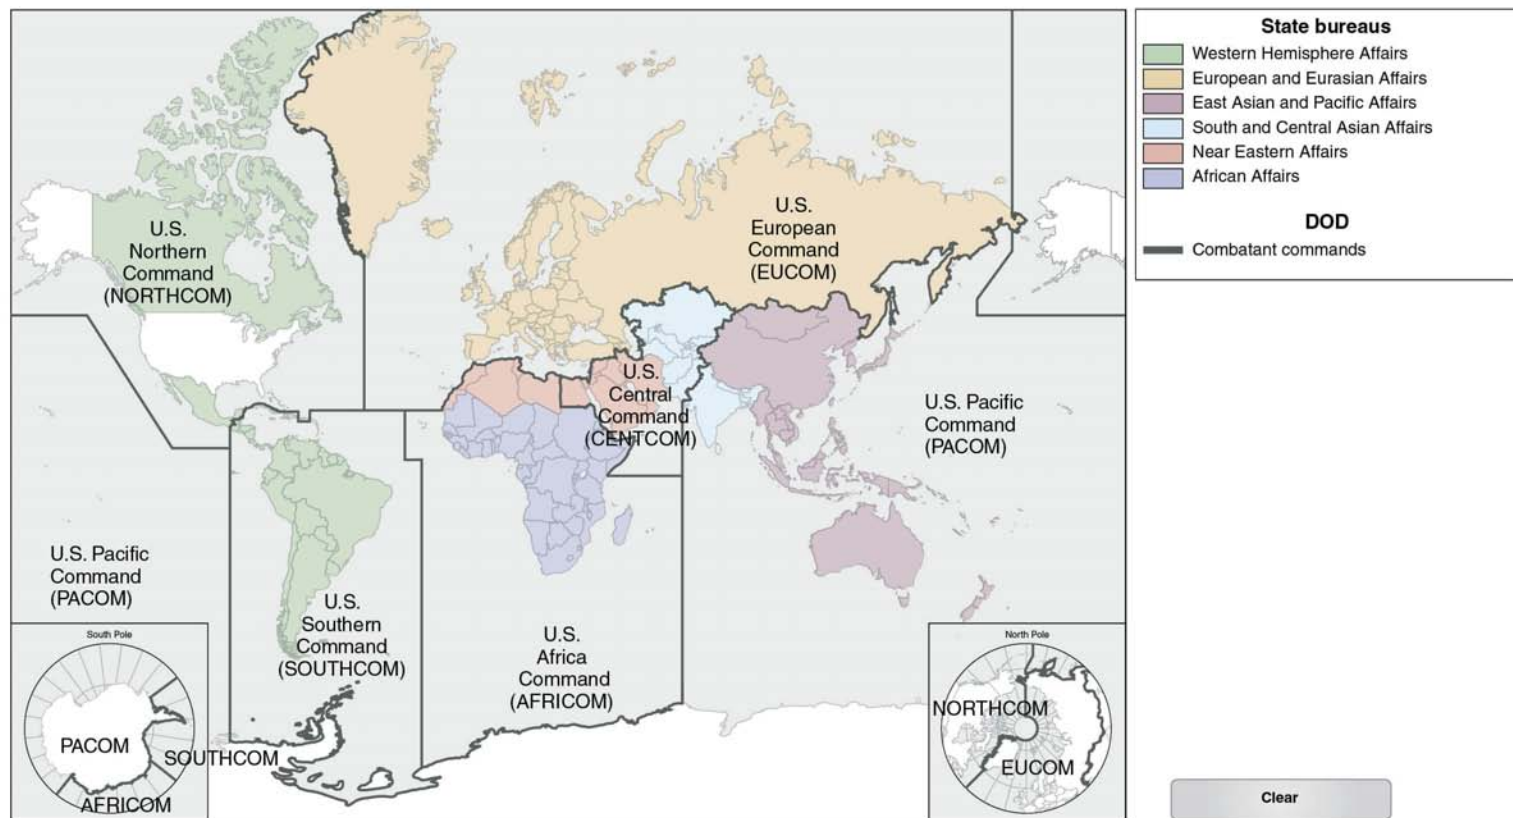 State bureaus
Western Hemisphere Affairs
European and Eurasian Affairs
East Asian and Pacific Affairs
South and Central Asian Affairs
Near Eastern Affairs
African Affairs
DOD
Combatant commands
U.S.
Northern
Command
(NORTHCOM)
U.S.
European
Command
(EUCOM)
U.S.
Central
Command
(CENTCOM)
U.S. Pacific
Command
(PACOM)
U.S. Pacific
Command
(PACOM)
U.S.
Southern
Command
(SOUTHCOM)
U.S.
Africa
Command
(AFRICOM)
South Pole
PACOM
SOUTHCOM
AFRICOM
North Pole
NORTHCOM
EUCOM
Clear